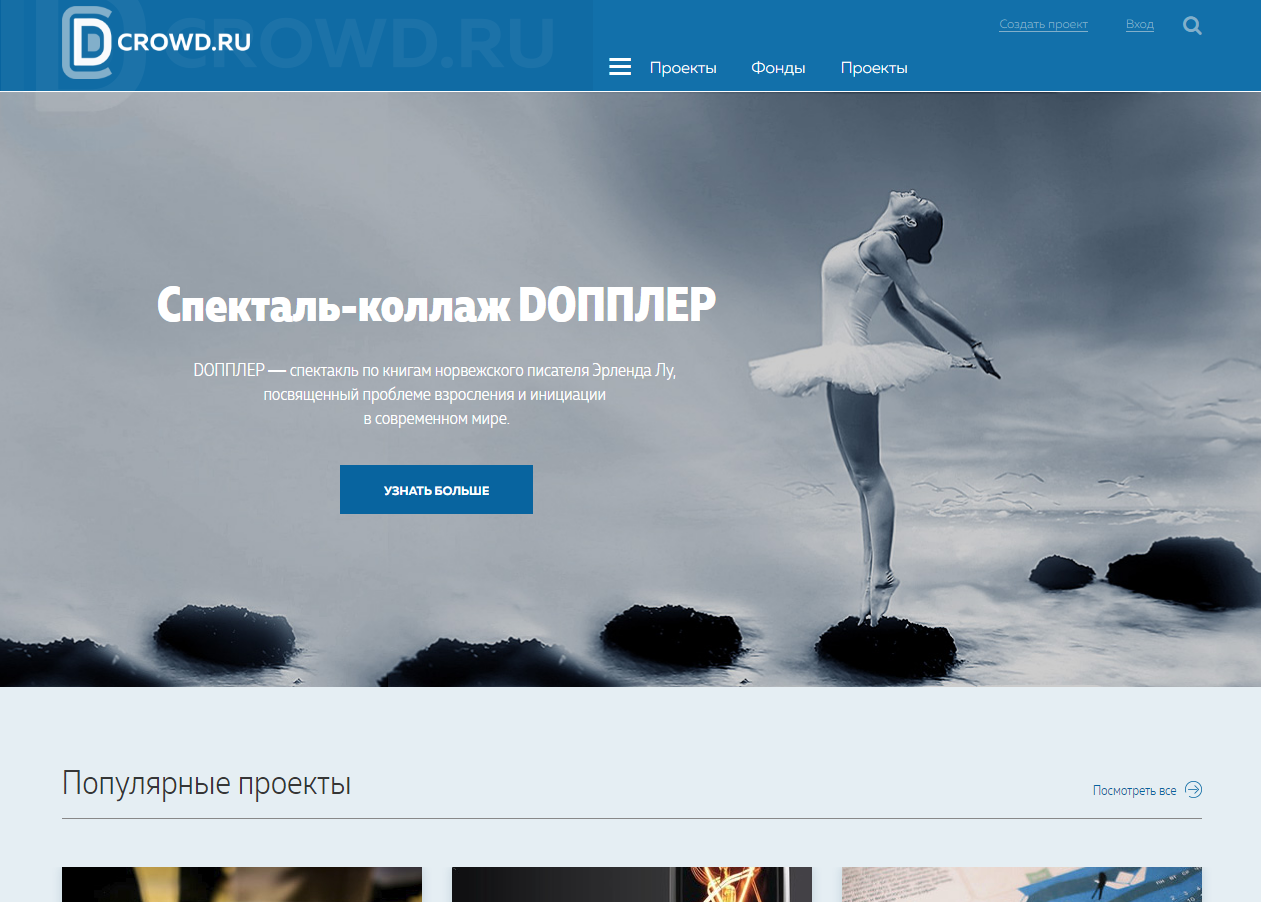 CROWD.RU
CROWD.RU
Создать проект
Вход
Проекты
Фонды
Проекты
Спекталь-коллаж DОППЛЕР
DОППЛЕР — спектакль по книгам норвежского писателя Эрленда Лу,
посвященный проблеме взросления и инициации
в современном мире.
УЗНАТЬ БОЛЬШЕ
Популярные проекты
Посмотреть все